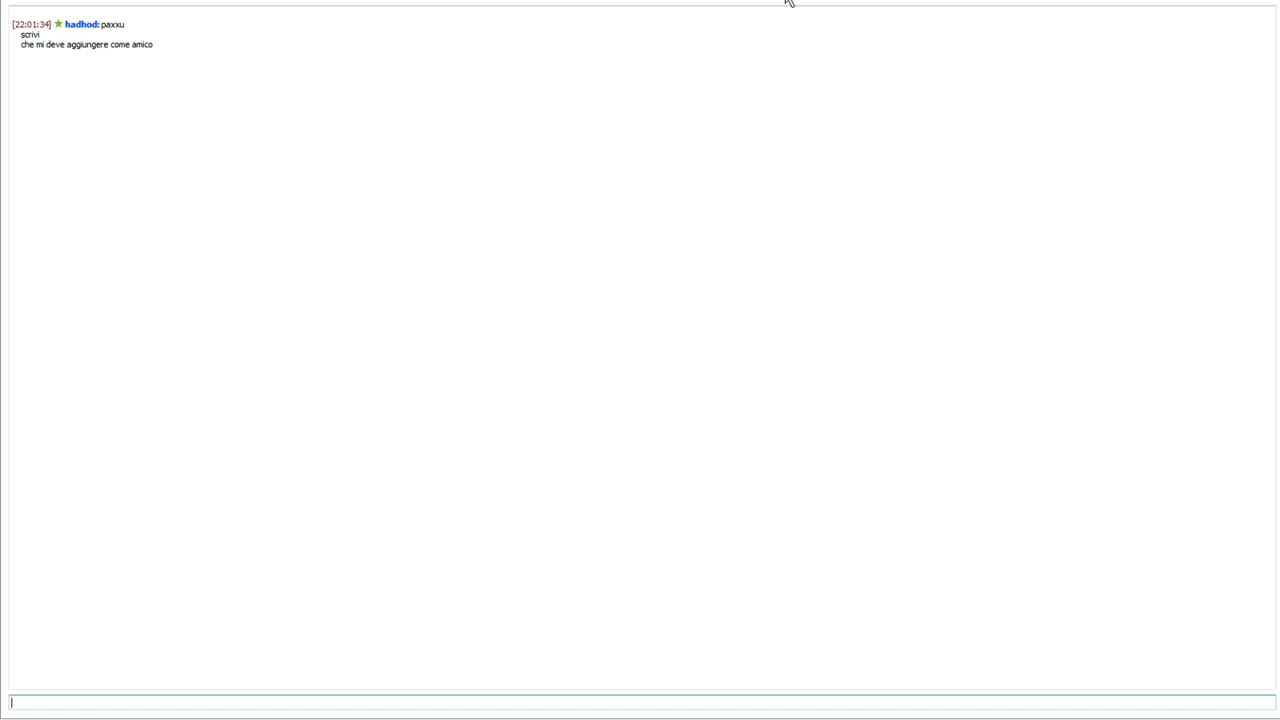 [22:01:34] hadhod: paxxu
scrivi
che mi deve aggiungere come amico